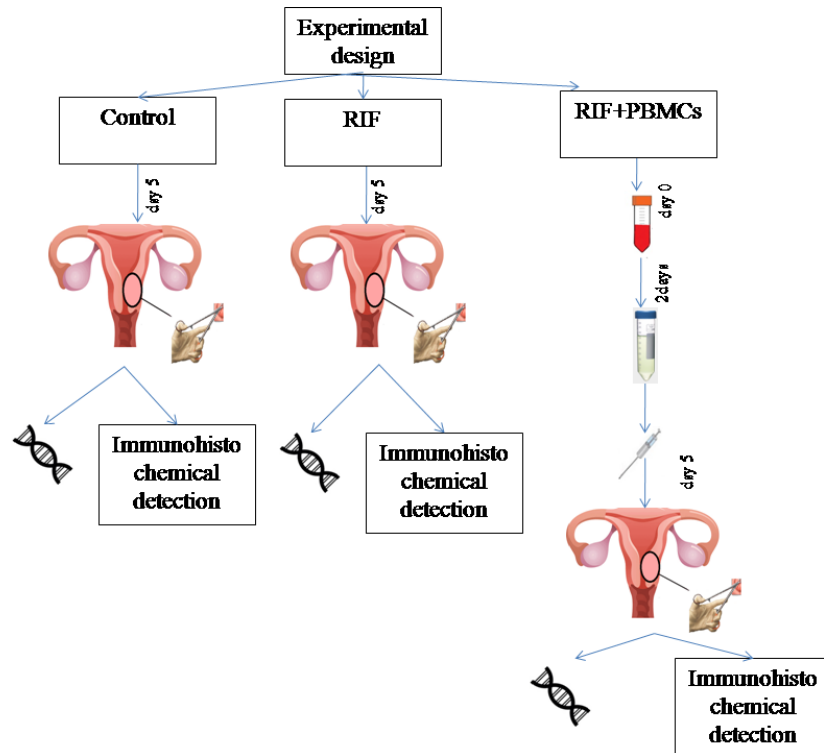 Experimental
design
Control
RIF
RIF+PBMCs
day 5
day 5
day 0
2days
day 5
Immunohisto
chemical
detection
Immunohisto
chemical
detection
Immunohisto
chemical
detection